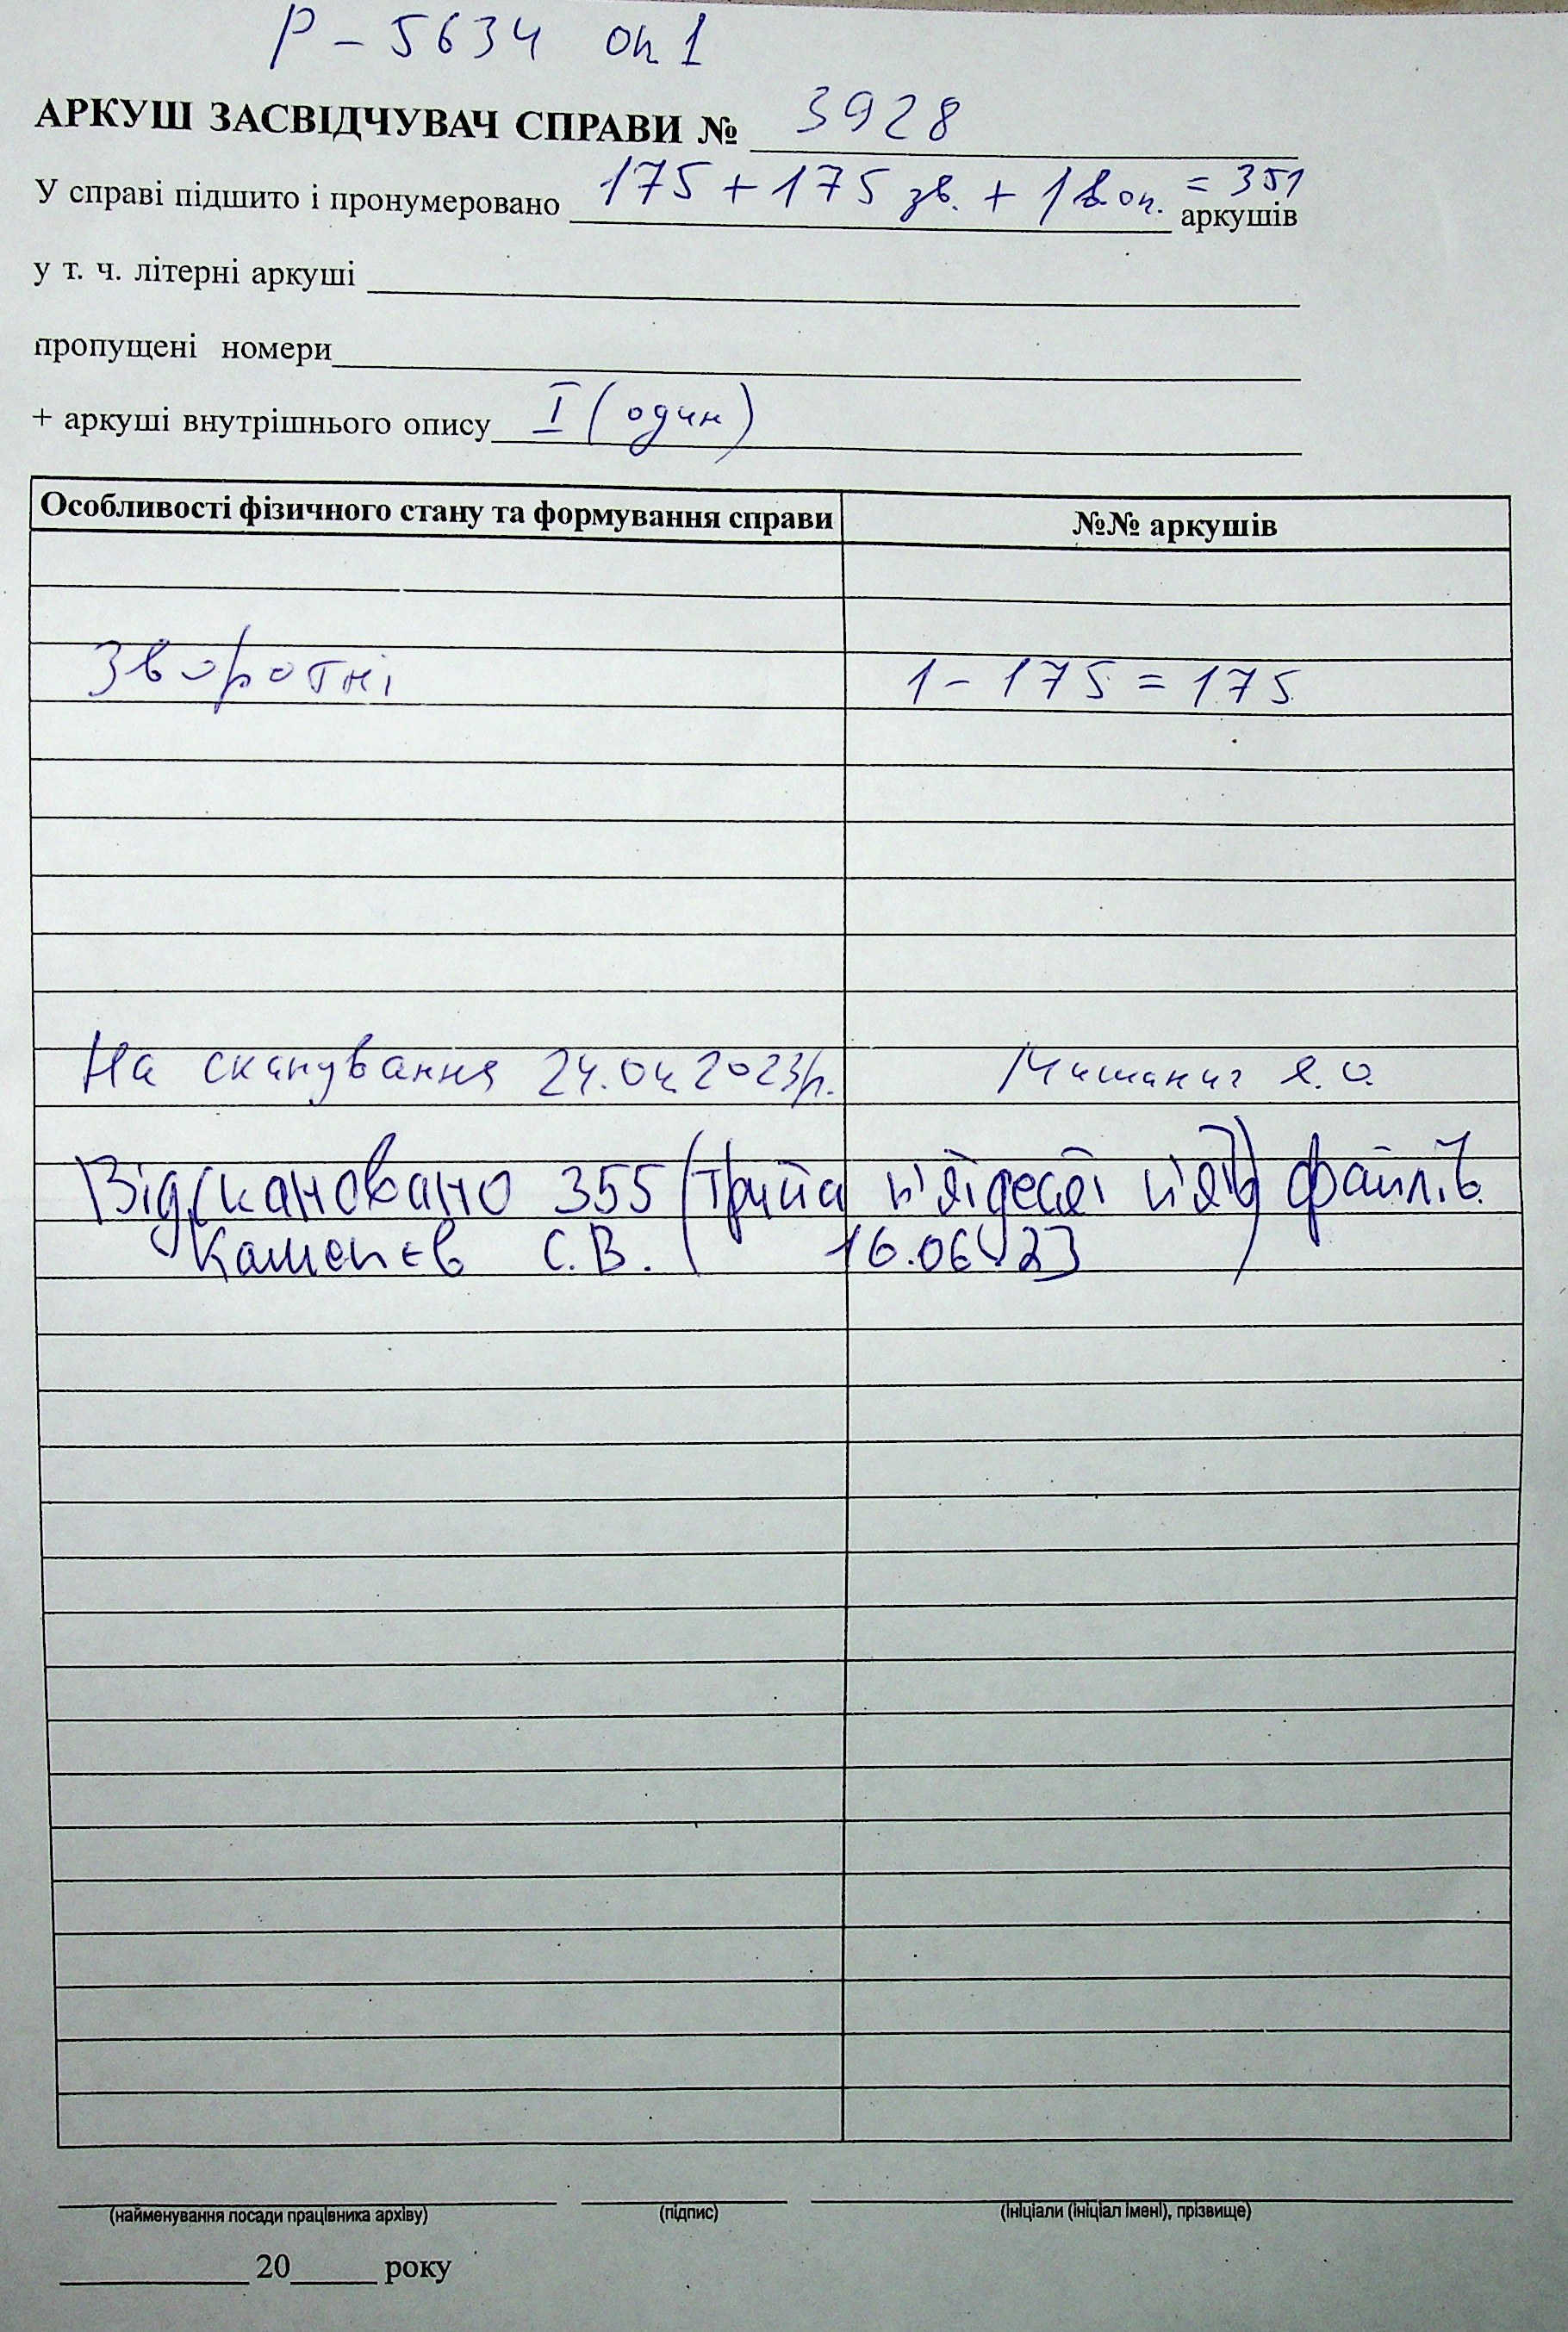 Р - 5634 оп. 1
АРКУШ ЗАСВІДЧУВАЧ СПРАВИ № 3928
У справі підшито і пронумеровано 175 + 175 зв. + 1 в.оп. = 351 аркушів
у т. ч. літерні аркуші
пропущені номери
+ аркуші внутрішнього опису I (один)
Особливості фізичного стану та формування справи №№ аркушів
Зворотні 1 - 175 = 175
На сканування 24.04.2023р. Мишанич Я.О.
Відскановано 355 (триста п'ятдесят п'ять) файлів.
С.В. 16.06.23
(найменування посади працівника архіву) (підпис) (ініціали (ініціал імені), прізвище)
20 року